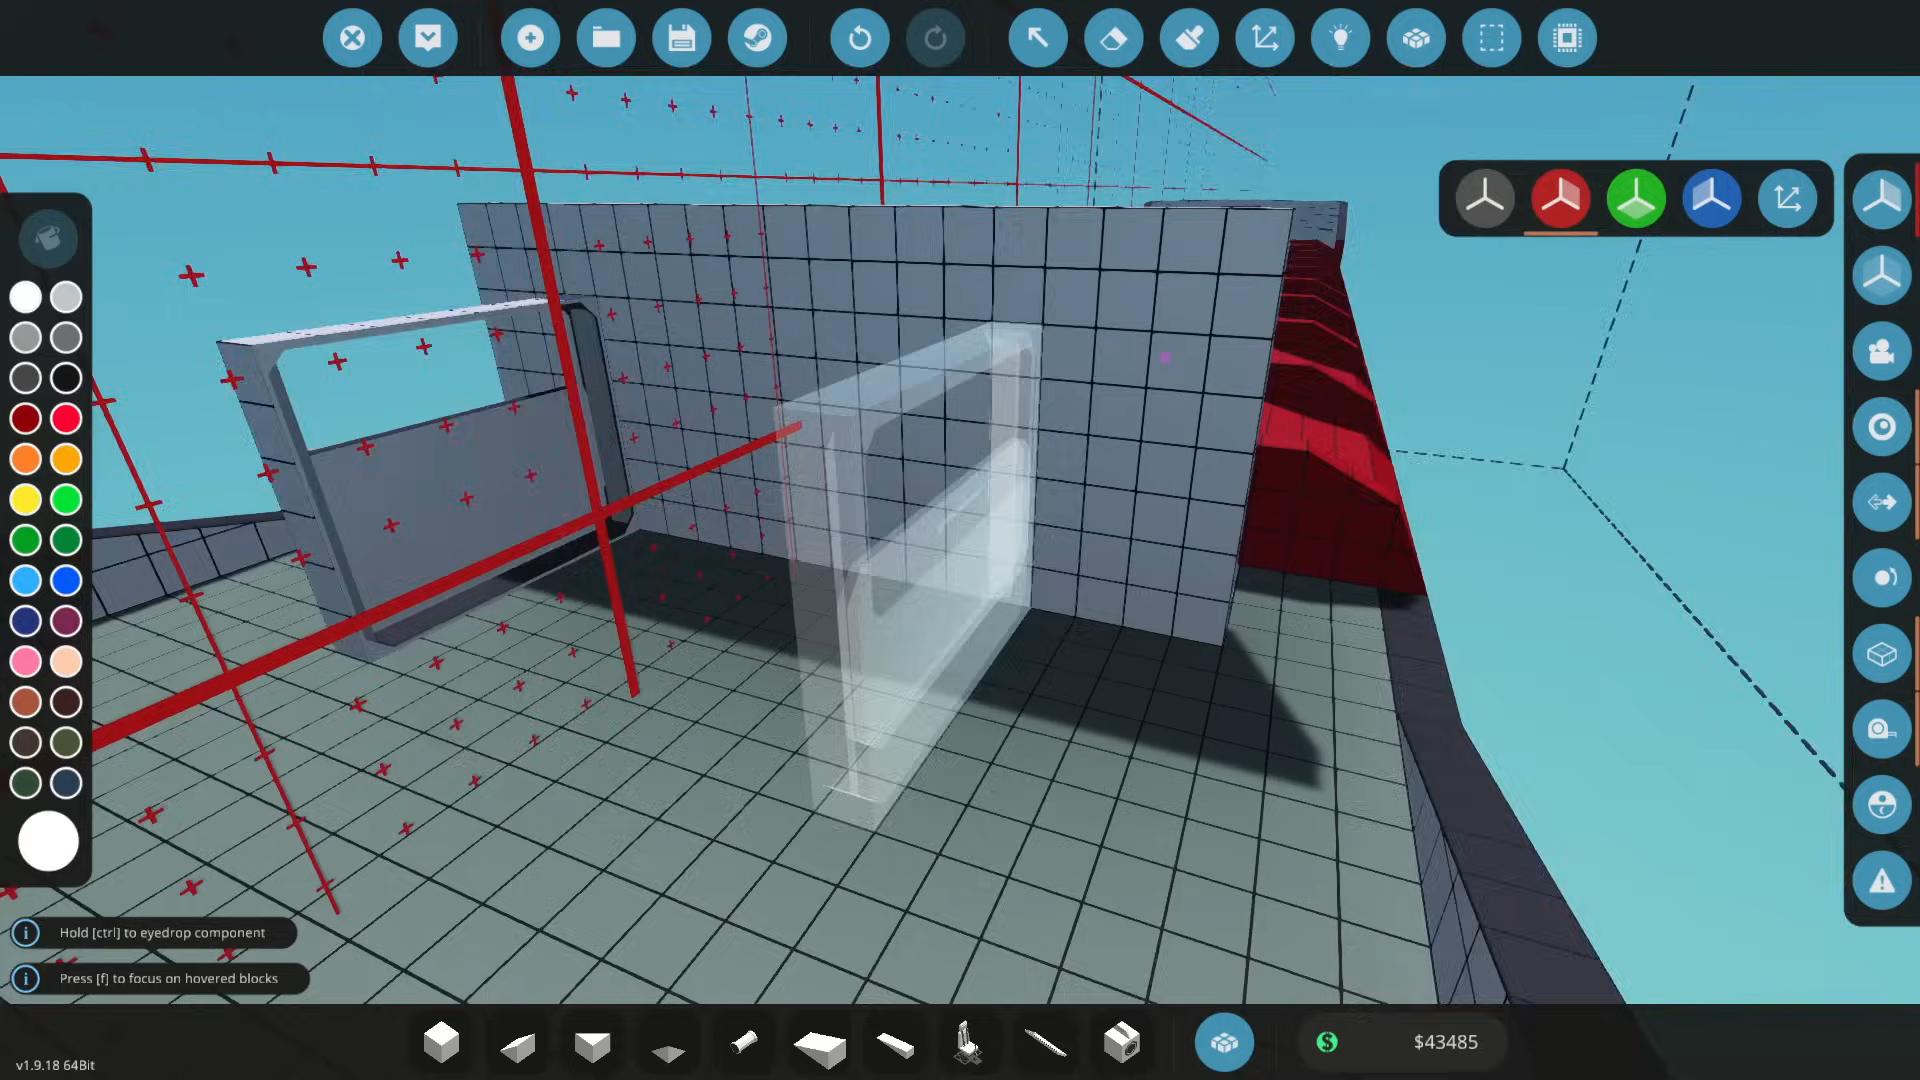 Hold [ctrl] to eyedrop component
Press [f] to focus on hovered blocks
$43485
v1.9.18 64Bit